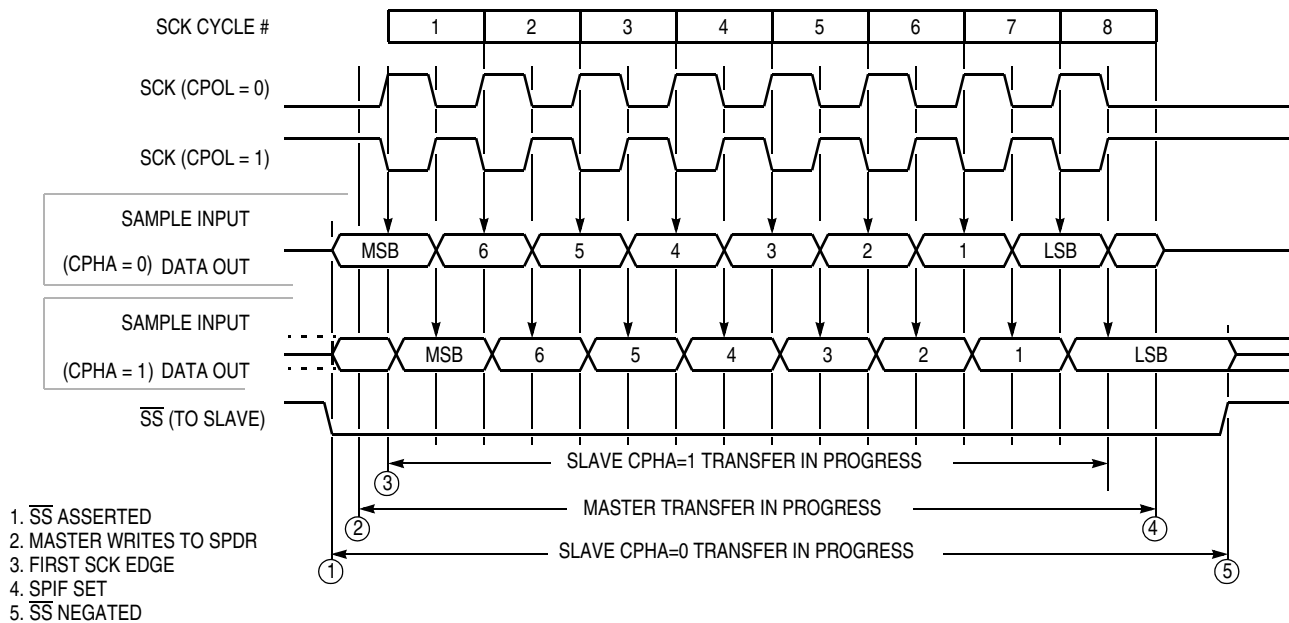 SCK CYCLE # 1 2 3 4 5 6 7 8
SCK (CPOL = 0)
SCK (CPOL = 1)
SAMPLE INPUT
(CPHA = 0) DATA OUT MSB 6 5 4 3 2 1 LSB
SAMPLE INPUT
(CPHA = 1) DATA OUT MSB 6 5 4 3 2 1 LSB
S̅S̅ (TO SLAVE)
SLAVE CPHA=1 TRANSFER IN PROGRESS
3
MASTER TRANSFER IN PROGRESS
2 4
SLAVE CPHA=0 TRANSFER IN PROGRESS
1 5
1. S̅S̅ ASSERTED
2. MASTER WRITES TO SPDR
3. FIRST SCK EDGE
4. SPIF SET
5. S̅S̅ NEGATED